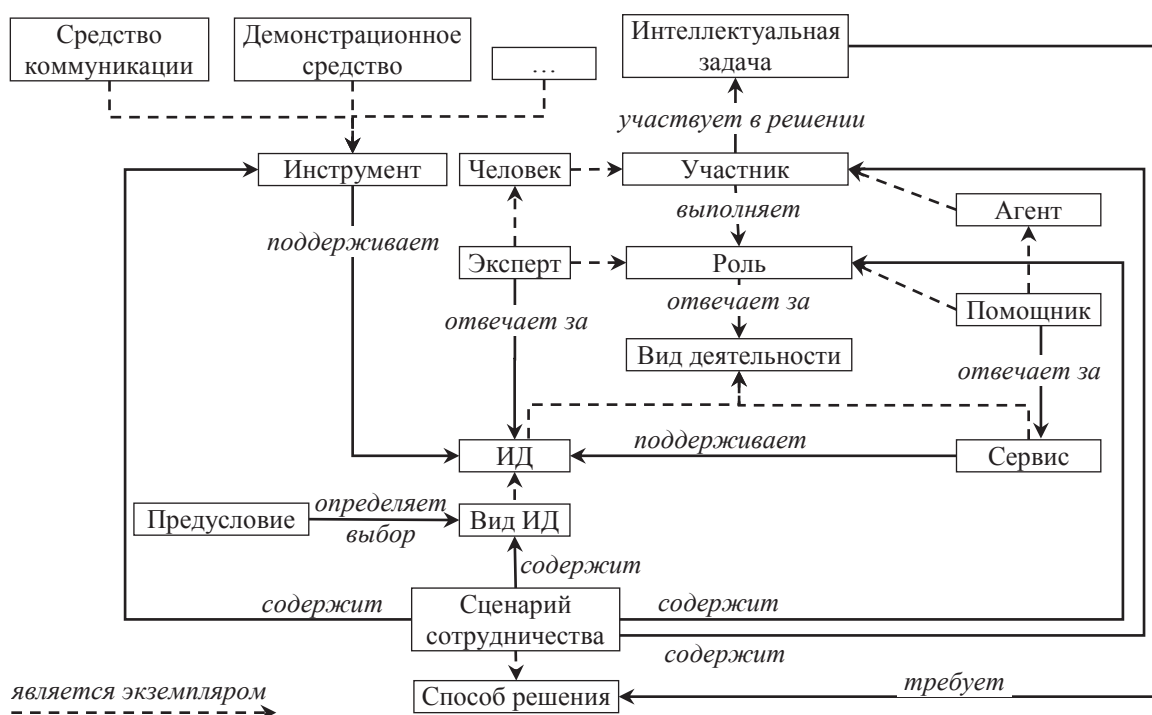 Средство
коммуникации
Демонстрационное
средство
…
Интеллектуальная
задача
участвует в решении
Инструмент
Человек
Участник
Агент
поддерживает
выполняет
Эксперт
Роль
Помощник
отвечает за
отвечает за
Вид деятельности
отвечает за
ИД
поддерживает
Сервис
Предусловие
определяет
выбор
Вид ИД
содержит
содержит
Сценарий
сотрудничества
содержит
содержит
является экземпляром
Способ решения
требует